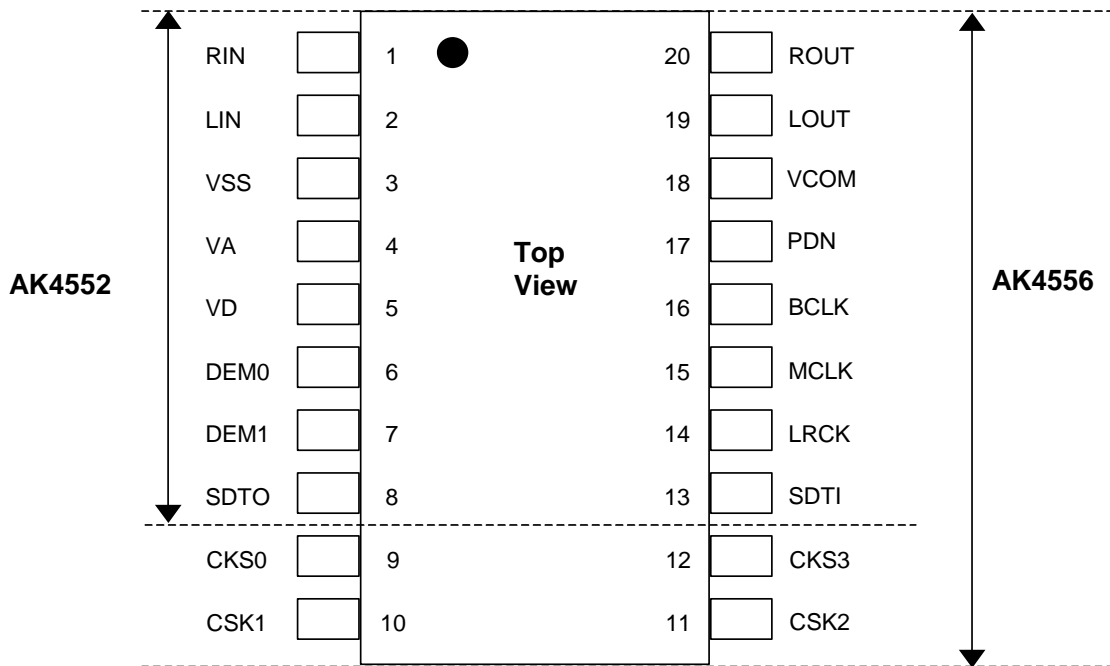 RIN 1 20 ROUT
LIN 2 19 LOUT
VSS 3 18 VCOM
VA 4 17 PDN
AK4552
Top
View
AK4556
VD 5 16 BCLK
DEM0 6 15 MCLK
DEM1 7 14 LRCK
SDTO 8 13 SDTI
CKS0 9 12 CKS3
CSK1 10 11 CSK2